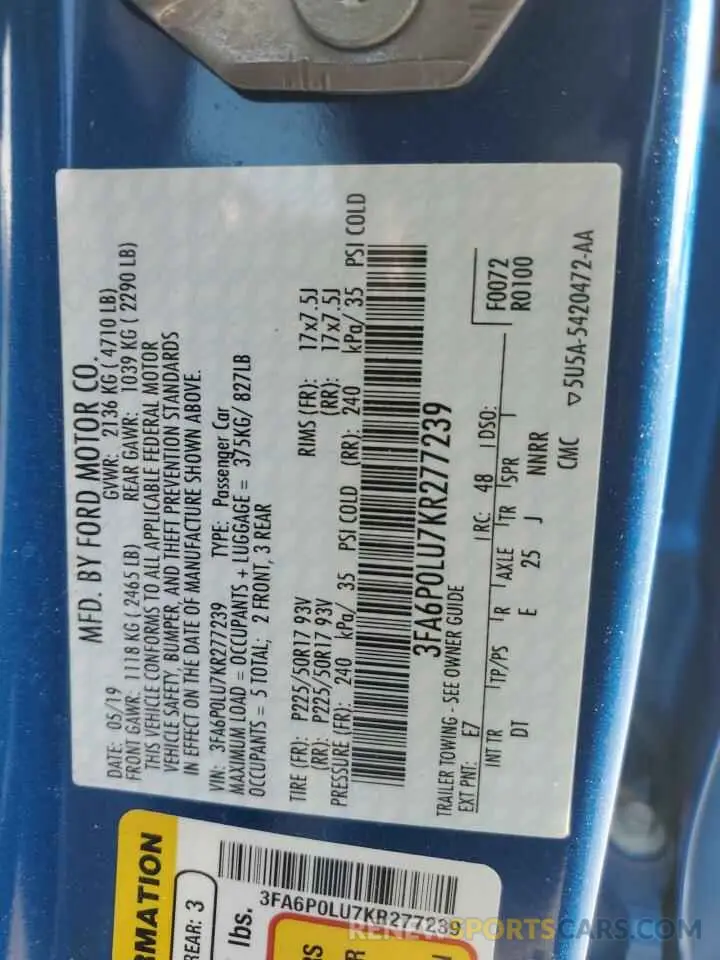 MFD. BY FORD MOTOR CO.
DATE: 05/19 GVWR: 2136 KG ( 4710 LB)
FRONT GAWR: 1118 KG ( 2465 LB) REAR GAWR: 1039 KG ( 2290 LB)
THIS VEHICLE CONFORMS TO ALL APPLICABLE FEDERAL MOTOR
VEHICLE SAFETY, BUMPER, AND THEFT PREVENTION STANDARDS
IN EFFECT ON THE DATE OF MANUFACTURE SHOWN ABOVE.
VIN: 3FA6P0LU7KR277239 TYPE: Passenger Car
MAXIMUM LOAD = OCCUPANTS + LUGGAGE = 375KG/ 827LB
OCCUPANTS = 5 TOTAL; 2 FRONT, 3 REAR
TIRE (FR): P225/50R17 93V RIMS (FR): 17x7.5J
(RR): P225/50R17 93V (RR): 17x7.5J
PRESSURE (FR): 240 kPa/ 35 PSI COLD (RR): 240 kPa/ 35 PSI COLD
3FA6P0LU7KR277239
TRAILER TOWING - SEE OWNER GUIDE
EXT PNT: E7 RC: 48 DSO: F0072
R0100
INT TR TP/PS R AXLE TR SPR
DT E 25 J NNRR
CMC ▽5U5A-5420472-AA
RMATION
REAR: 3
lbs.
3FA6P0LU7KR277239
RS
R
RENEWSPORTSCARS.COM